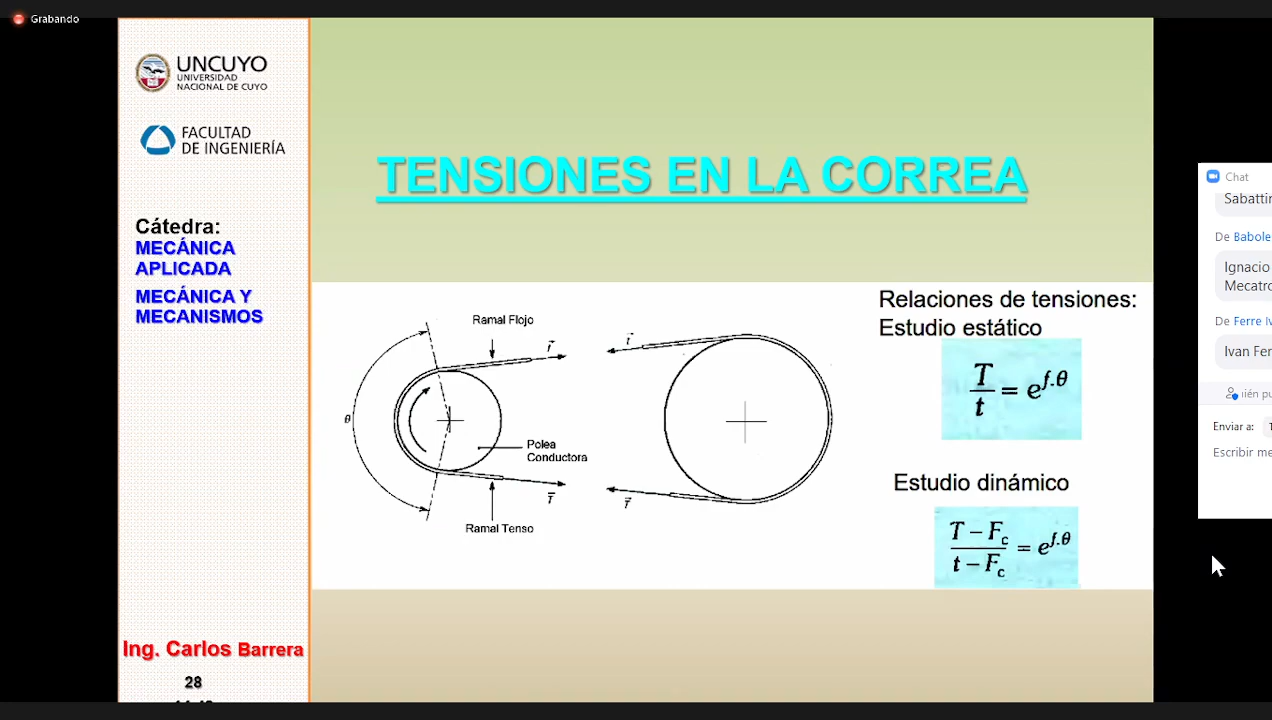 Grabando
UNCUYO
UNIVERSIDAD
NACIONAL DE CUYO
FACULTAD
DE INGENIERÍA
Cátedra:
MECÁNICA
APLICADA
MECÁNICA Y
MECANISMOS
Ing. Carlos Barrera
28
TENSIONES EN LA CORREA
Ramal Flojo
θ
Polea
Conductora
Ramal Tenso
Relaciones de tensiones:
Estudio estático
T/t = e^f.θ
Estudio dinámico
T – Fc / t – Fc = e^f.θ
Chat
Sabattin
De Babole
Ignacio
Mecatro
De Ferre Iv
Ivan Fer
Enviar a:
Escribir me